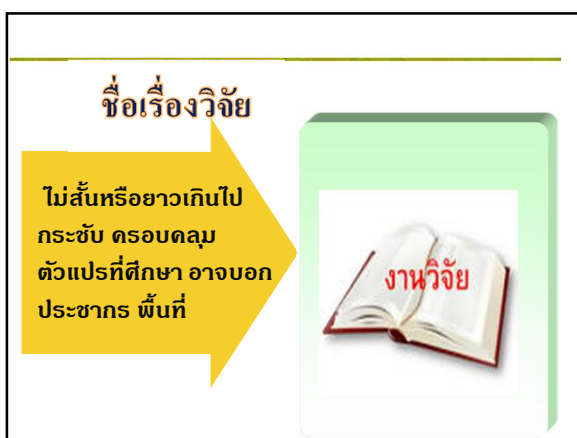 ชื่อเรื่องวิจัย
ไม่สั้นหรือยาวเกินไป
กระชับ ครอบคลุม
ตัวแปรที่ศึกษา อาจบอก
ประชากร พื้นที่
งานวิจัย